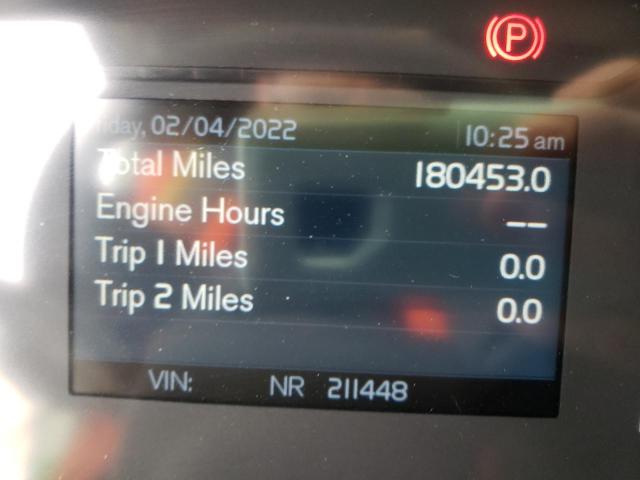 P
Friday, 02/04/2022 10:25 am
Total Miles 180453.0
Engine Hours --
Trip 1 Miles 0.0
Trip 2 Miles 0.0
VIN: NR 211448